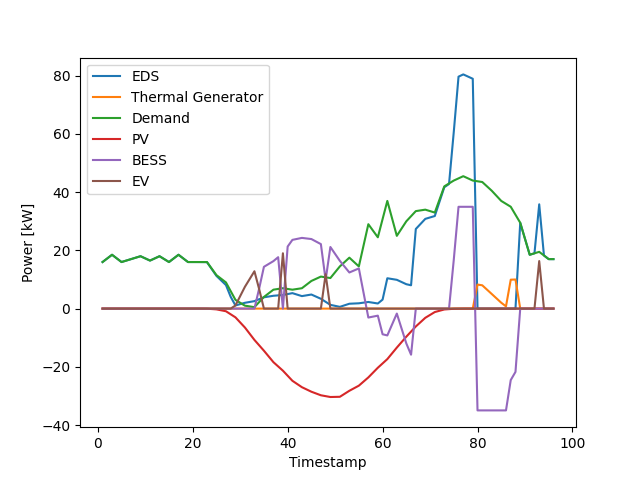 EDS
Thermal Generator
Demand
PV
BESS
EV
80
60
40
20
0
−20
−40
Power [kW]
0 20 40 60 80 100
Timestamp